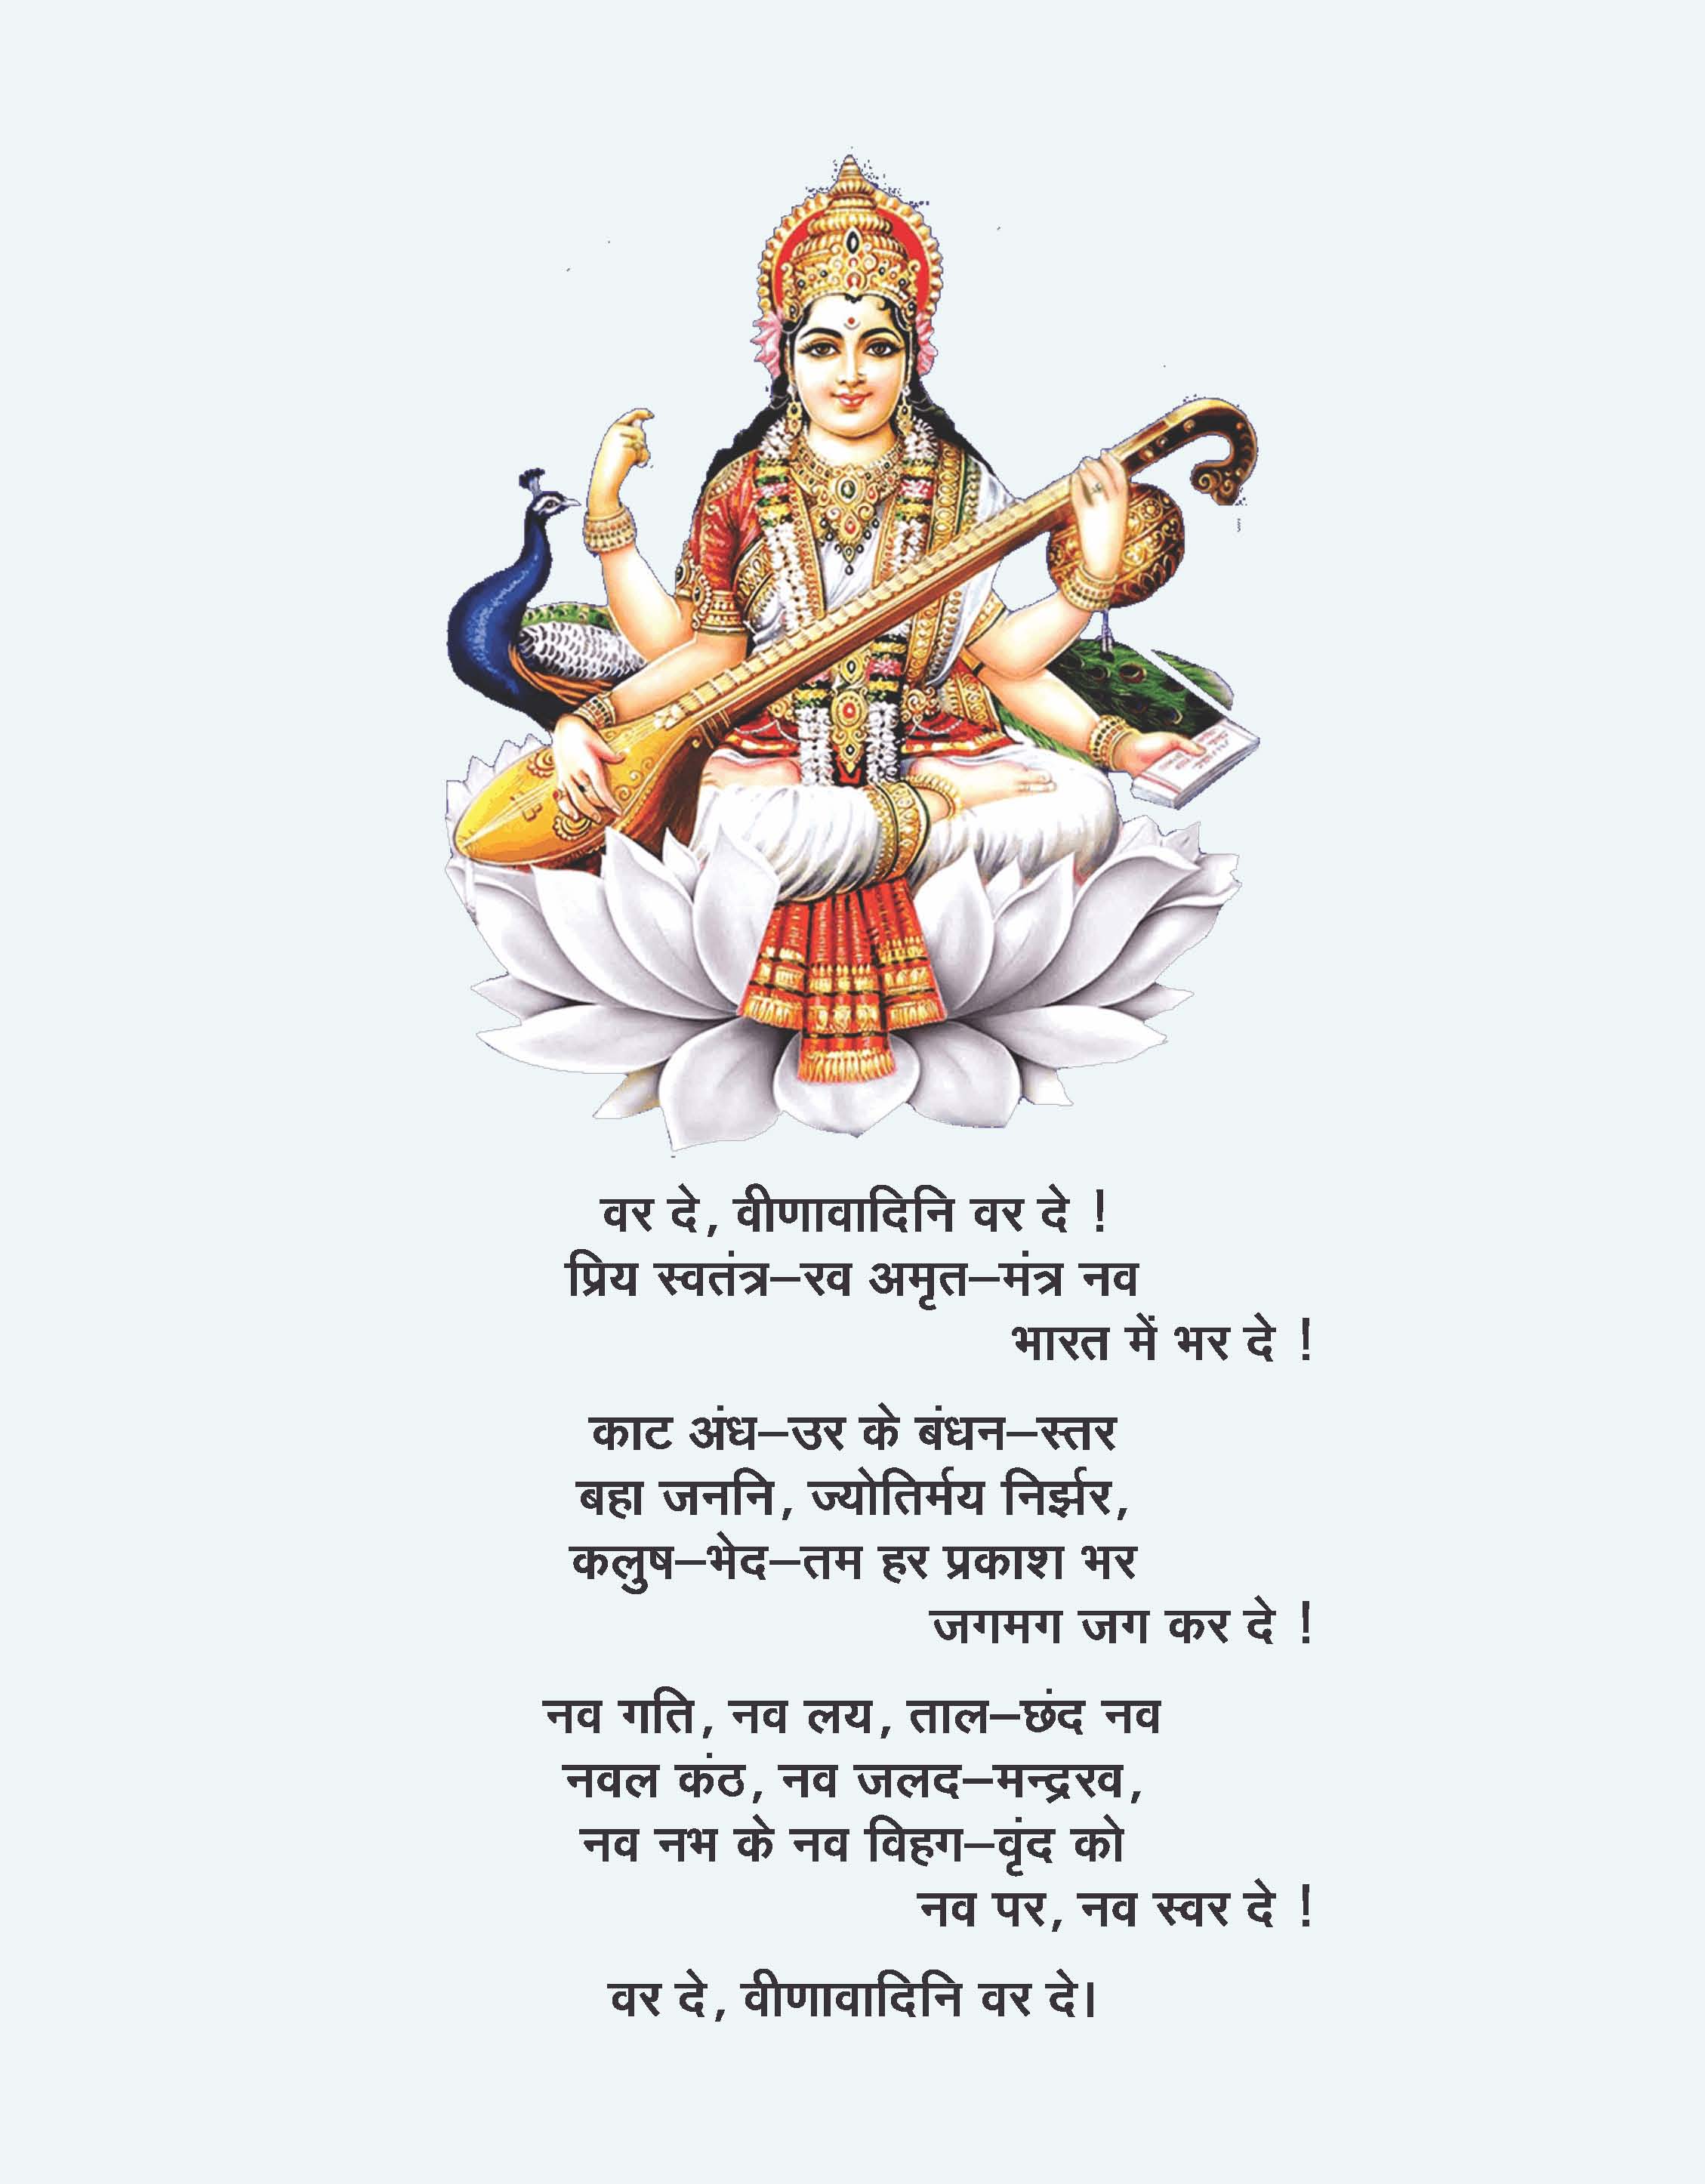 वर दे, वीणावादिनि वर दे !
प्रिय स्वतंत्र–रव अमृत–मंत्र नव
भारत में भर दे !
काट अंध–उर के बंधन–स्तर
बहा जननि, ज्योतिर्मय निर्झर,
कलुष–भेद–तम हर प्रकाश भर
जगमग जग कर दे !
नव गति, नव लय, ताल–छंद नव
नवल कंठ, नव जलद–मन्द्ररव,
नव नभ के नव विहग–वृंद को
नव पर, नव स्वर दे !
वर दे, वीणावादिनि वर दे।